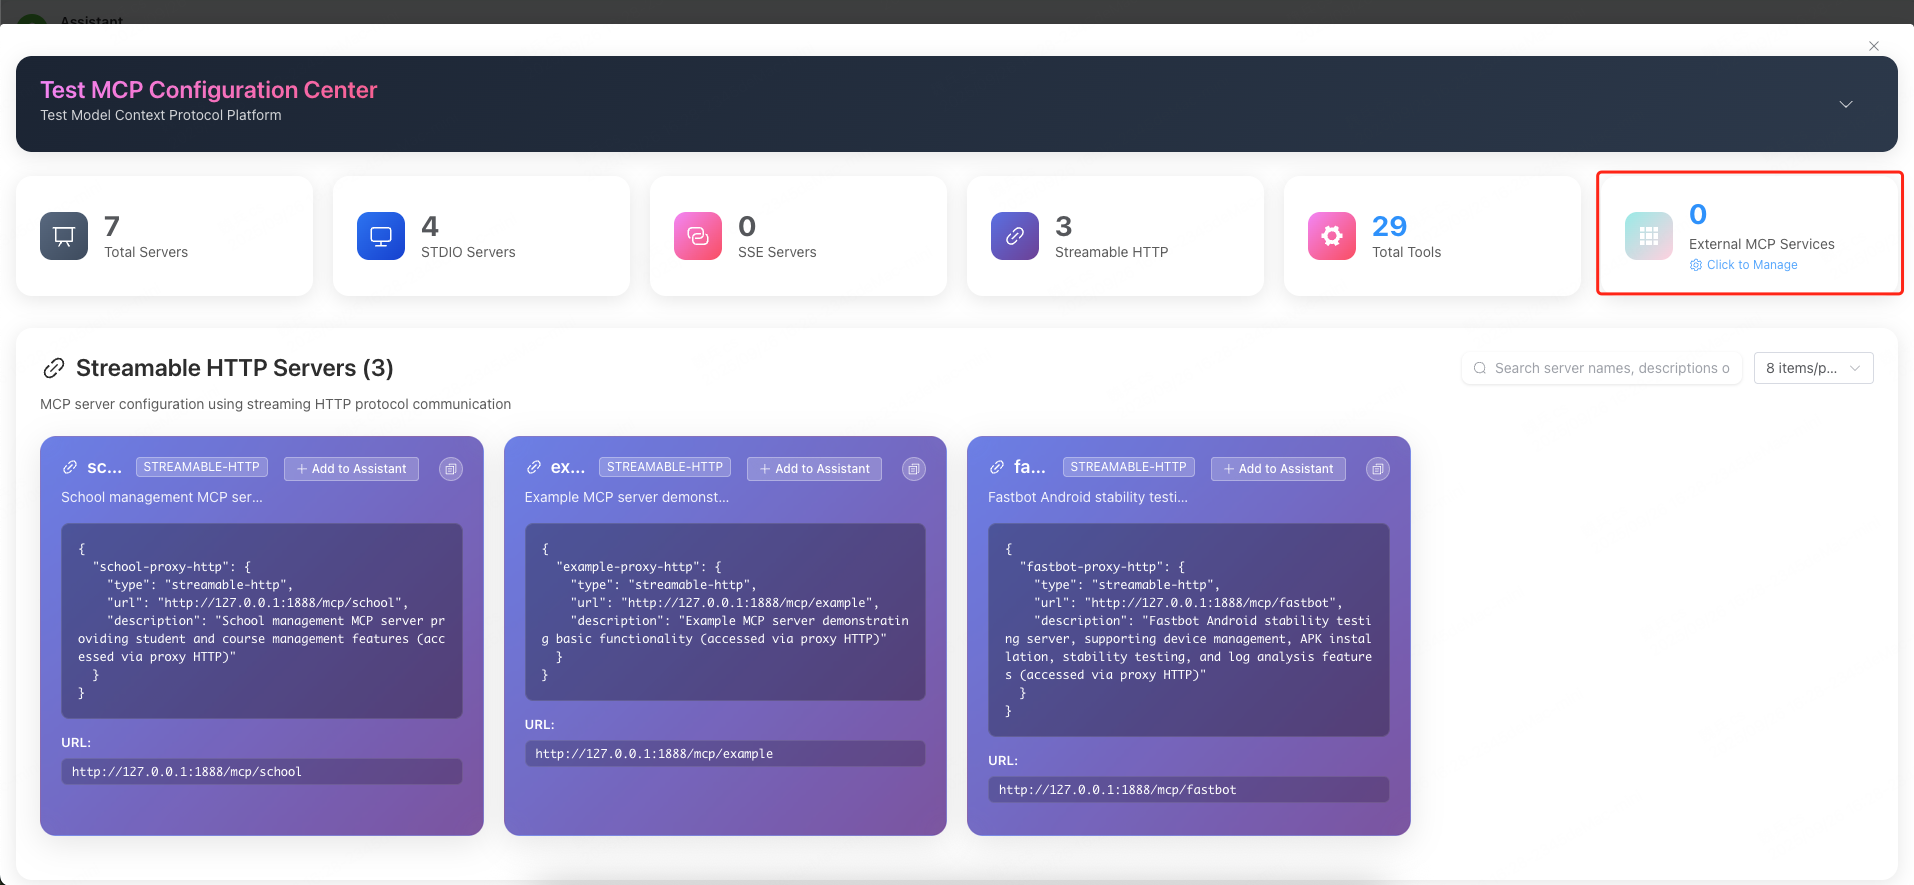 Assistant
Test MCP Configuration Center
Test Model Context Protocol Platform
7
Total Servers
4
STDIO Servers
0
SSE Servers
3
Streamable HTTP
29
Total Tools
0
External MCP Services
Click to Manage
Streamable HTTP Servers (3)
MCP server configuration using streaming HTTP protocol communication
Search server names, descriptions o
8 items/p...
sc...
STREAMABLE-HTTP
+ Add to Assistant
School management MCP ser...
{
"school-proxy-http": {
"type": "streamable-http",
"url": "http://127.0.0.1:1888/mcp/school",
"description": "School management MCP server pr
oviding student and course management features (acc
essed via proxy HTTP)"
}
}
URL:
http://127.0.0.1:1888/mcp/school
ex...
STREAMABLE-HTTP
+ Add to Assistant
Example MCP server demonst...
{
"example-proxy-http": {
"type": "streamable-http",
"url": "http://127.0.0.1:1888/mcp/example",
"description": "Example MCP server demonstratin
g basic functionality (accessed via proxy HTTP)"
}
}
URL:
http://127.0.0.1:1888/mcp/example
fa...
STREAMABLE-HTTP
+ Add to Assistant
Fastbot Android stability testi...
{
"fastbot-proxy-http": {
"type": "streamable-http",
"url": "http://127.0.0.1:1888/mcp/fastbot",
"description": "Fastbot Android stability testi
ng server, supporting device management, APK instal
lation, stability testing, and log analysis feature
s (accessed via proxy HTTP)"
}
}
URL:
http://127.0.0.1:1888/mcp/fastbot